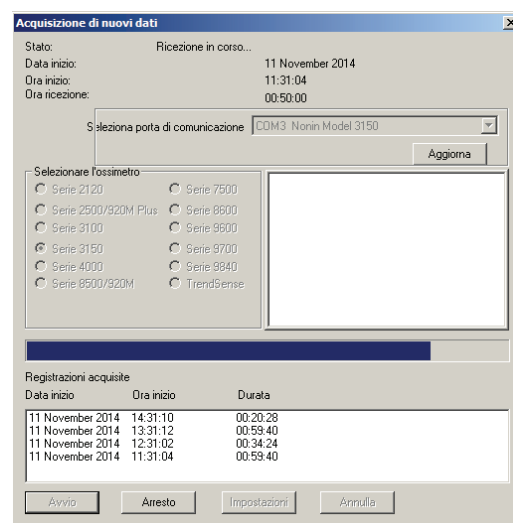 Acquisizione di nuovi dati
Stato: Ricezione in corso...
Data inizio: 11 November 2014
Ora inizio: 11:31:04
Ora ricezione: 00:50:00
Seleziona porta di comunicazione COM3 Nonin Model 3150
Aggiorna
Selezionare l'ossimetro
Serie 2120 Serie 7500
Serie 2500/920M Plus Serie 8600
Serie 3100 Serie 9600
Serie 3150 Serie 9700
Serie 4000 Serie 9840
Serie 8500/920M TrendSense
Registrazioni acquisite
Data inizio Ora inizio Durata
11 November 2014 14:31:10 00:20:28
11 November 2014 13:31:12 00:59:40
11 November 2014 12:31:02 00:34:24
11 November 2014 11:31:04 00:59:40
Avvio Arresto Impostazioni Annulla